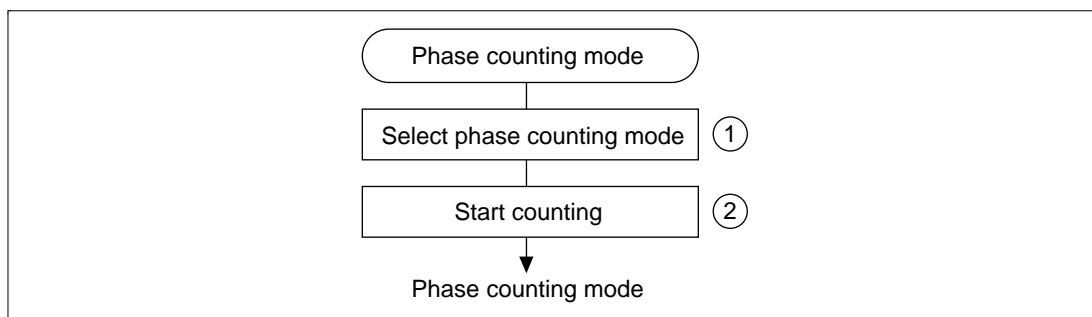 Phase counting mode
Select phase counting mode 1
Start counting 2
Phase counting mode